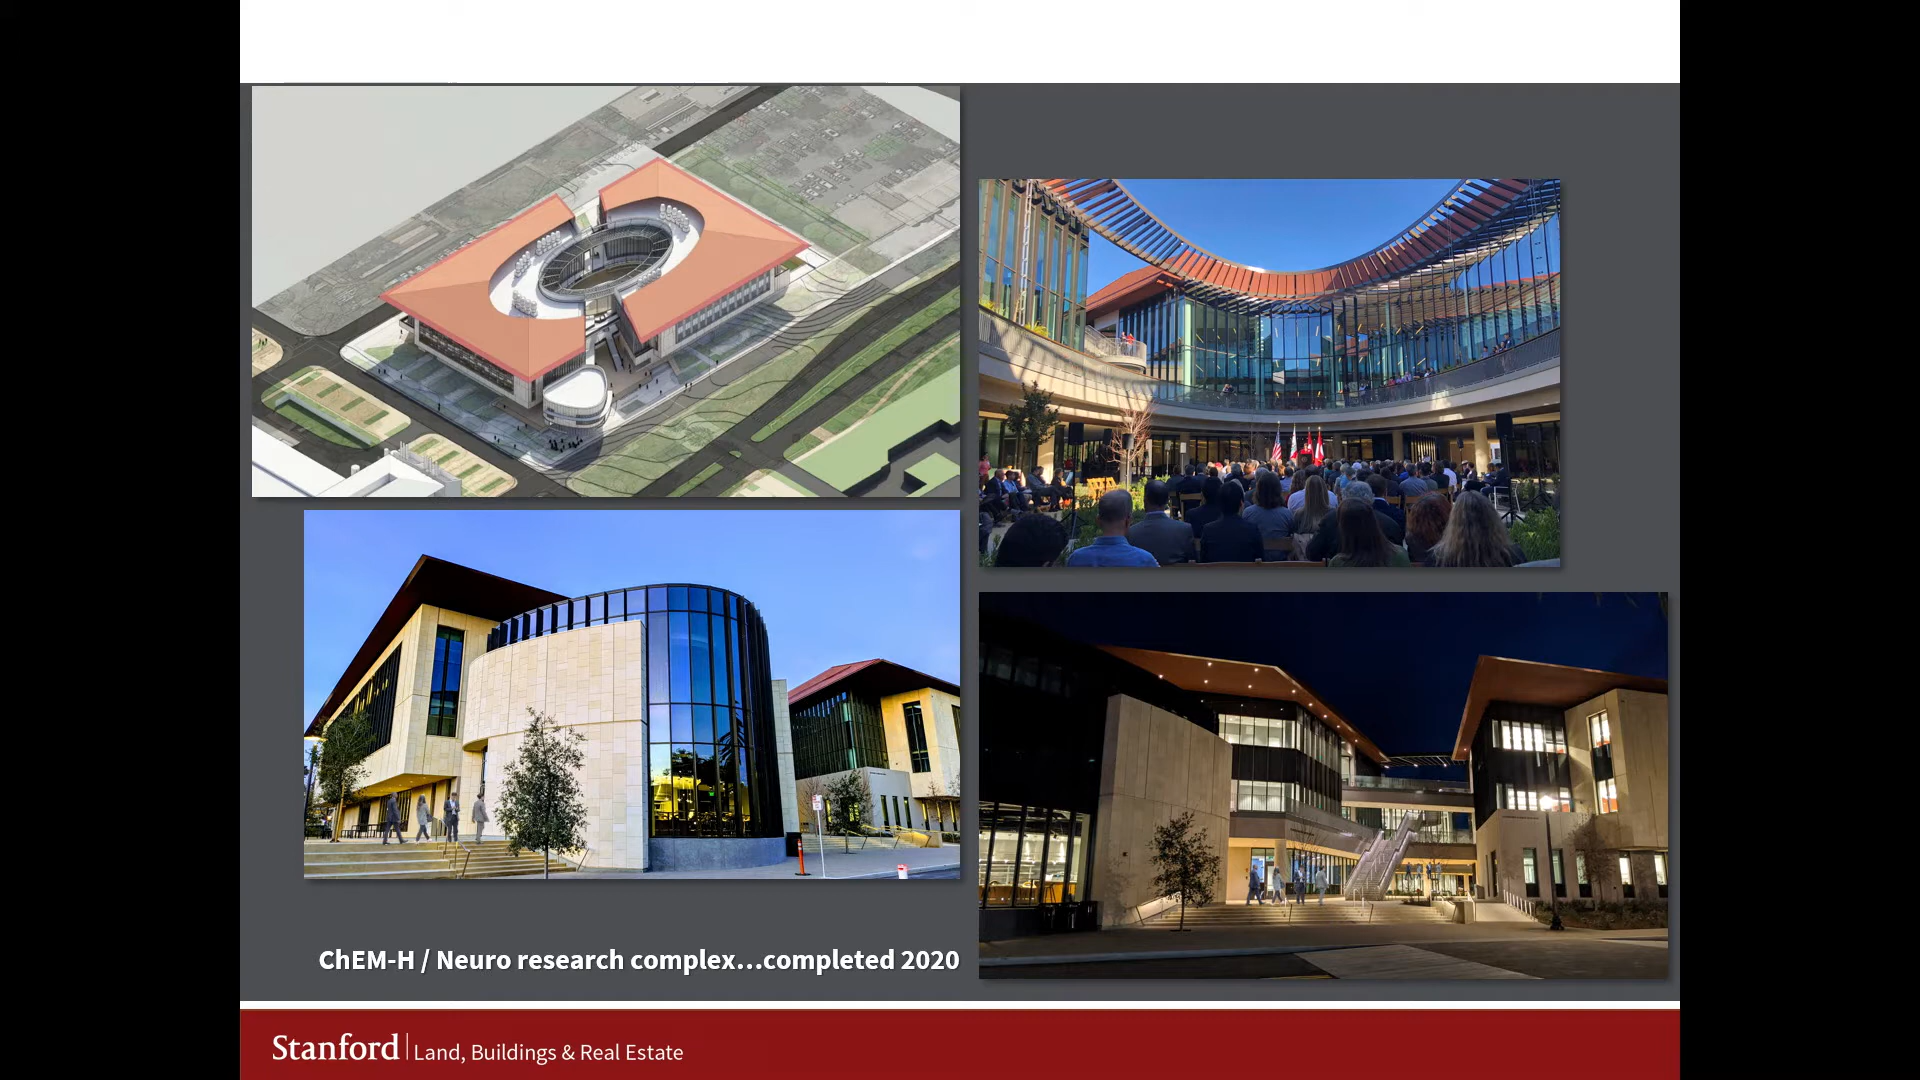 ChEM-H / Neuro research complex...completed 2020
Stanford | Land, Buildings & Real Estate